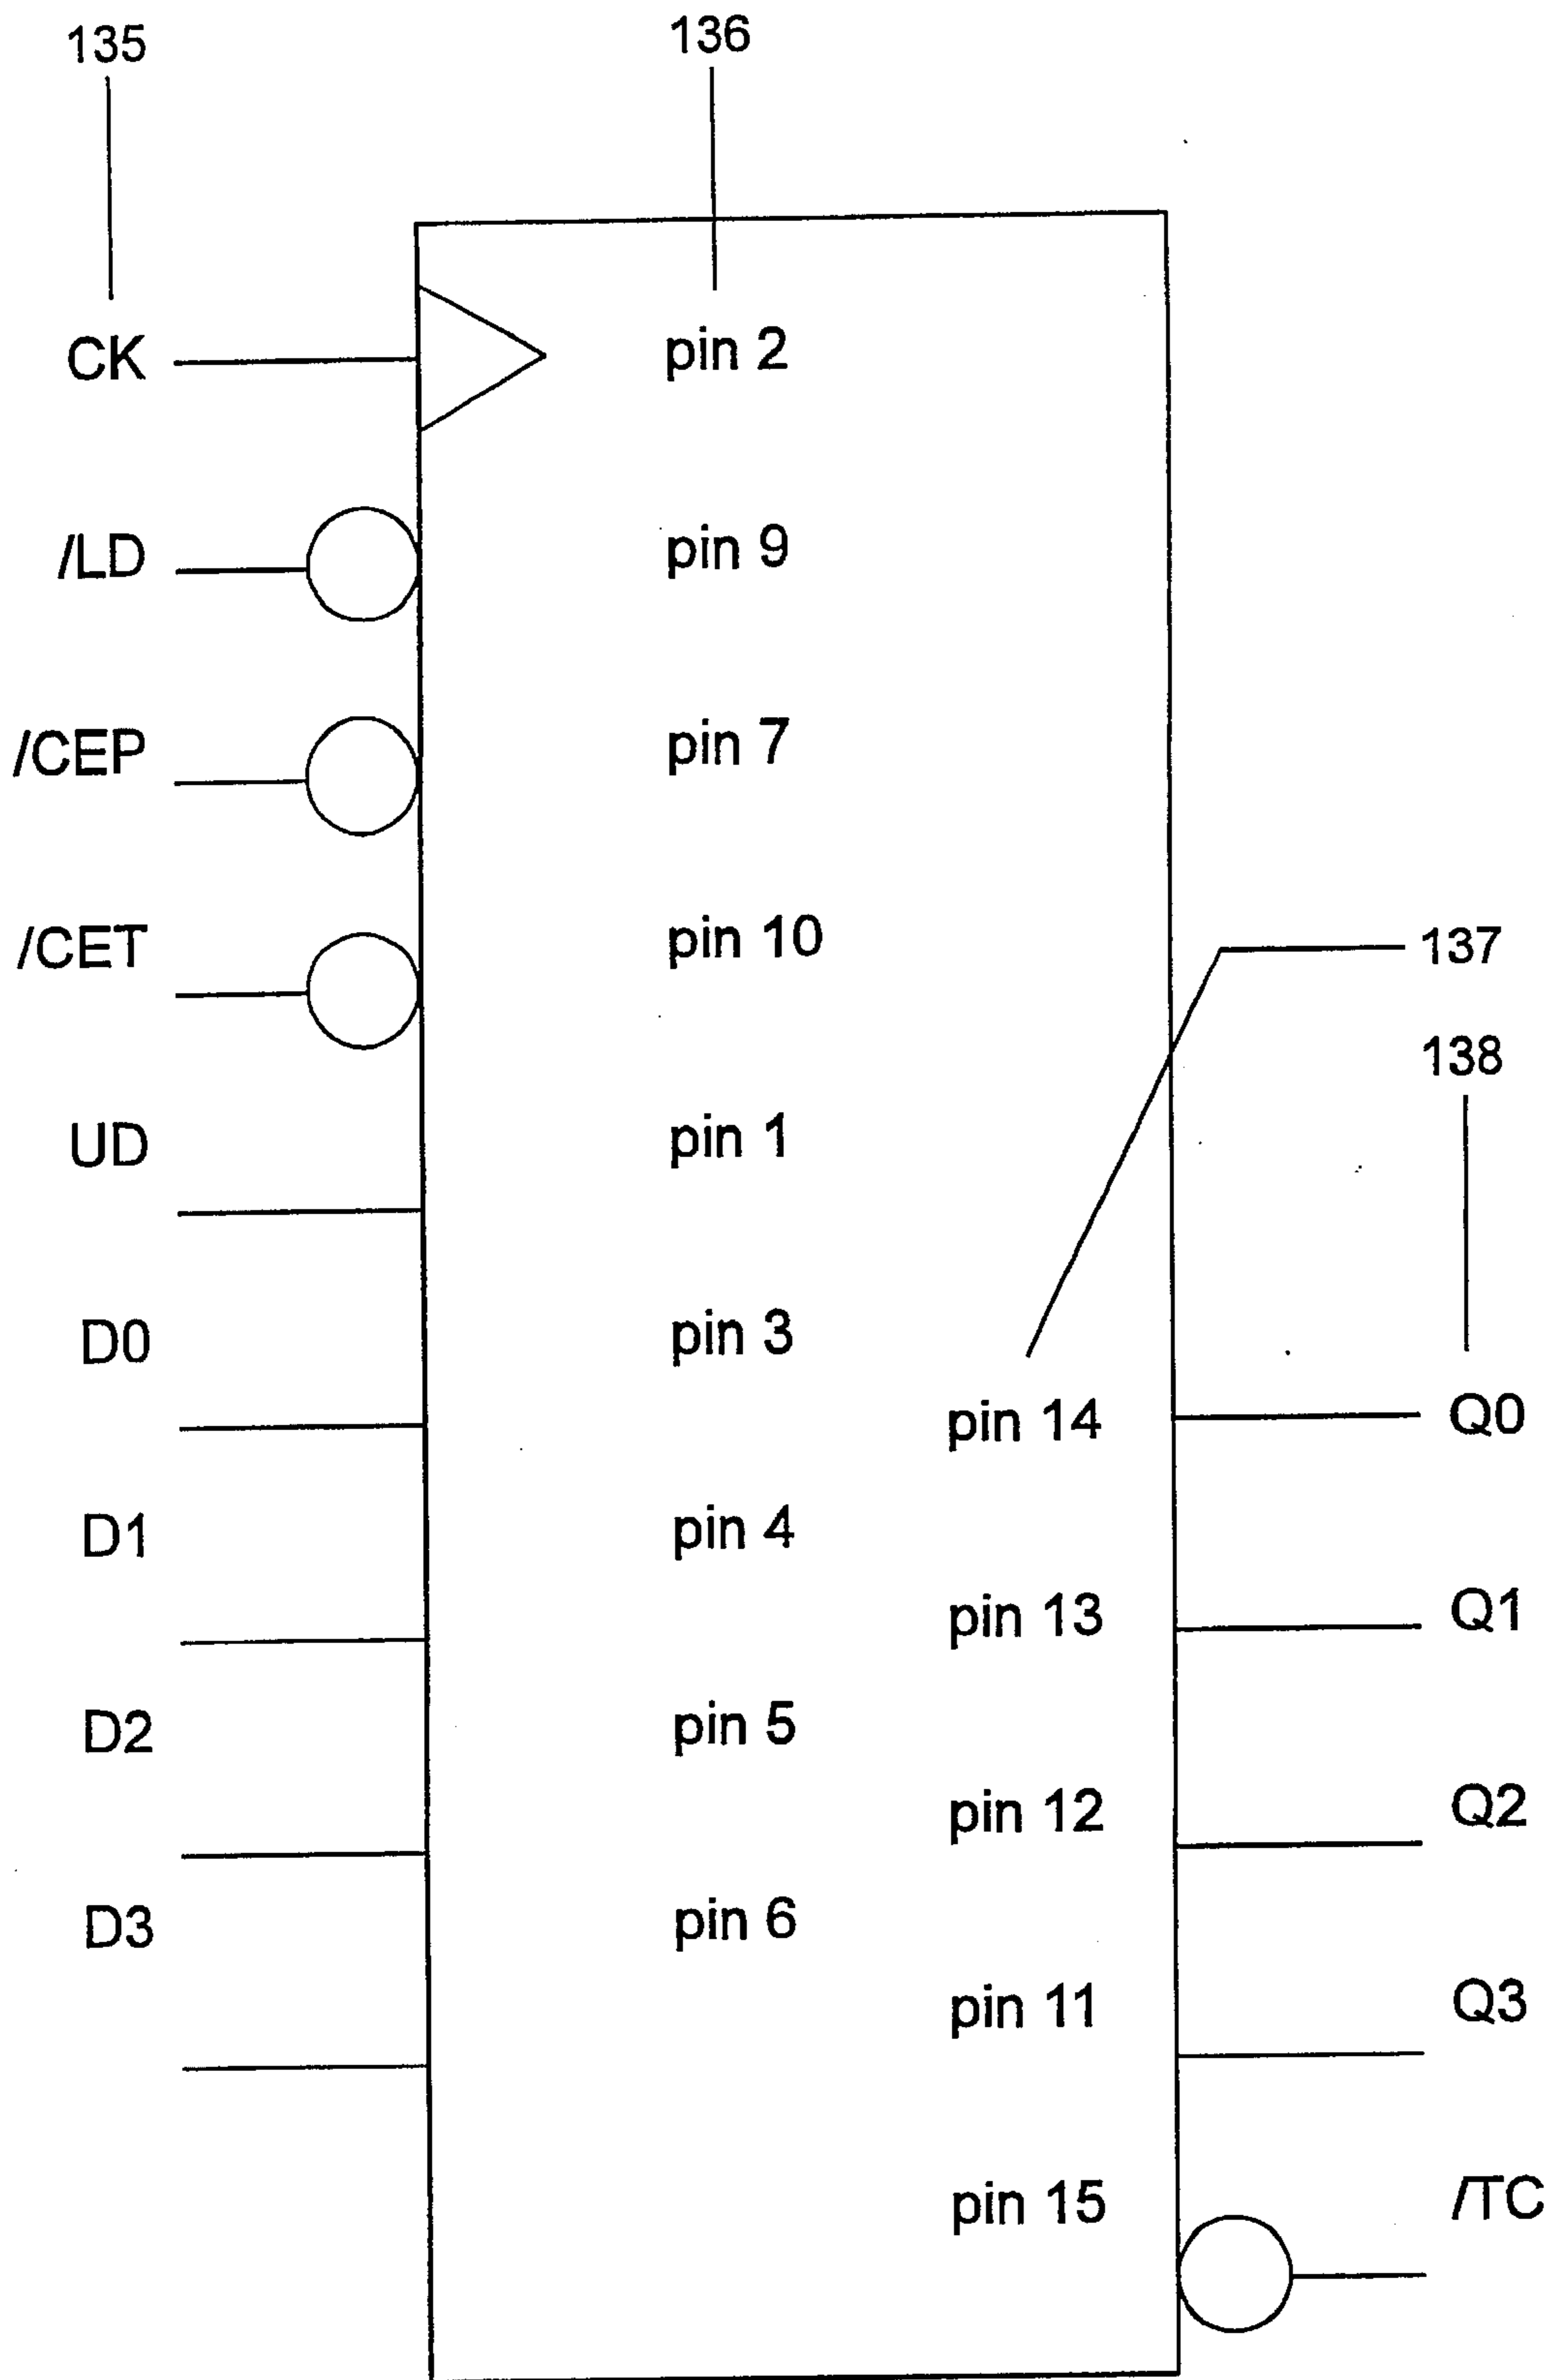 135 136
CK pin 2
/LD pin 9
/CEP pin 7
/CET pin 10
137
138
UD pin 1
D0 pin 3
pin 14 Q0
D1 pin 4
pin 13 Q1
D2 pin 5
pin 12 Q2
D3 pin 6
pin 11 Q3
pin 15 /TC